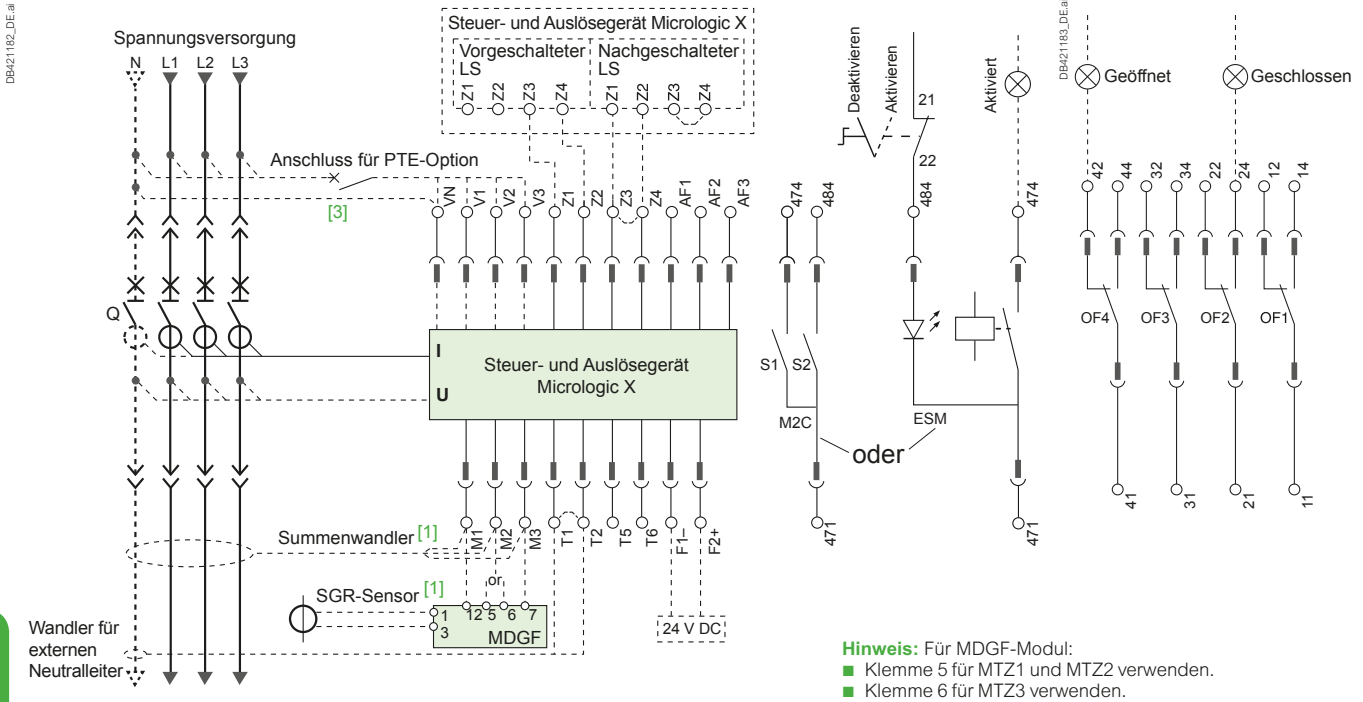 DB421182_DE.ai
Spannungsversorgung
N L1 L2 L3
Steuer- und Auslösegerät Micrologic X
Vorgeschalteter
LS
Nachgeschalteter
LS
Z1 Z2 Z3 Z4
Z1 Z2 Z3 Z4
Anschluss für PTE-Option
[3]
VN V1 V2 V3 Z1 Z2 Z3 Z4 AF1 AF2 AF3
Q
I
U
Steuer- und Auslösegerät
Micrologic X
M1 M2 M3 T1 T2 T5 T6 F1– F2+
Summenwandler [1]
SGR-Sensor [1]
or
1
3
12 5 6 7
MDGF
24 V DC
Wandler für
externen
Neutralleiter
474 484
S1 S2
M2C
471
oder
Deaktivieren
Aktivieren
21
22
484
Aktiviert
474
ESM
471
DB421183_DE.ai
Geöffnet
Geschlossen
42 44 32 34 22 24 12 14
OF4 OF3 OF2 OF1
41 31 21 11
Hinweis: Für MDGF-Modul:
■ Klemme 5 für MTZ1 und MTZ2 verwenden.
■ Klemme 6 für MTZ3 verwenden.